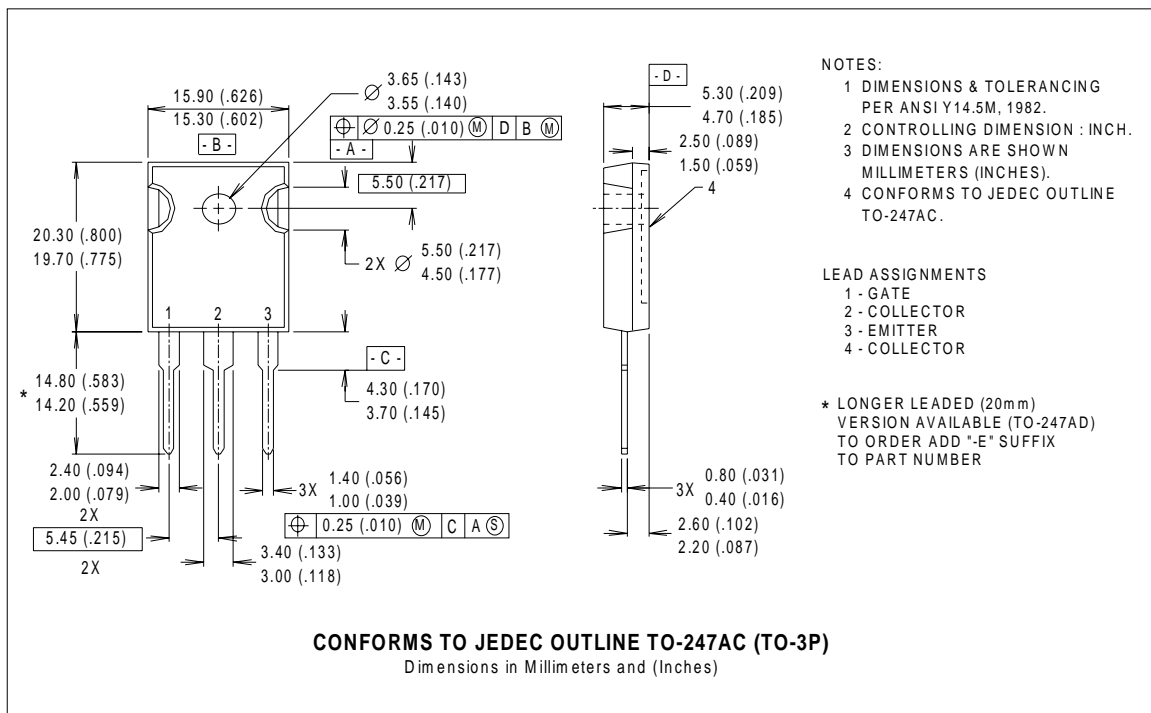 3.65 (.143)
3.55 (.140)
15.90 (.626)
15.30 (.602)
- B -
⌖ Ø 0.25 (.010) Ⓜ D B Ⓜ
- A -
5.50 (.217)
20.30 (.800)
19.70 (.775)
2X Ø 5.50 (.217)
4.50 (.177)
1 2 3
- C -
* 14.80 (.583)
14.20 (.559)
4.30 (.170)
3.70 (.145)
2.40 (.094)
2.00 (.079)
2X
5.45 (.215)
2X
3X 1.40 (.056)
1.00 (.039)
⌖ 0.25 (.010) Ⓜ C A Ⓢ
3.40 (.133)
3.00 (.118)
- D -
5.30 (.209)
4.70 (.185)
2.50 (.089)
1.50 (.059)
4
3X 0.80 (.031)
0.40 (.016)
2.60 (.102)
2.20 (.087)
NOTES:
1 DIMENSIONS & TOLERANCING
PER ANSI Y14.5M, 1982.
2 CONTROLLING DIMENSION : INCH.
3 DIMENSIONS ARE SHOWN
MILLIMETERS (INCHES).
4 CONFORMS TO JEDEC OUTLINE
TO-247AC.
LEAD ASSIGNMENTS
1 - GATE
2 - COLLECTOR
3 - EMITTER
4 - COLLECTOR
* LONGER LEADED (20mm)
VERSION AVAILABLE (TO-247AD)
TO ORDER ADD "-E" SUFFIX
TO PART NUMBER
CONFORMS TO JEDEC OUTLINE TO-247AC (TO-3P)
Dimensions in Millimeters and (Inches)